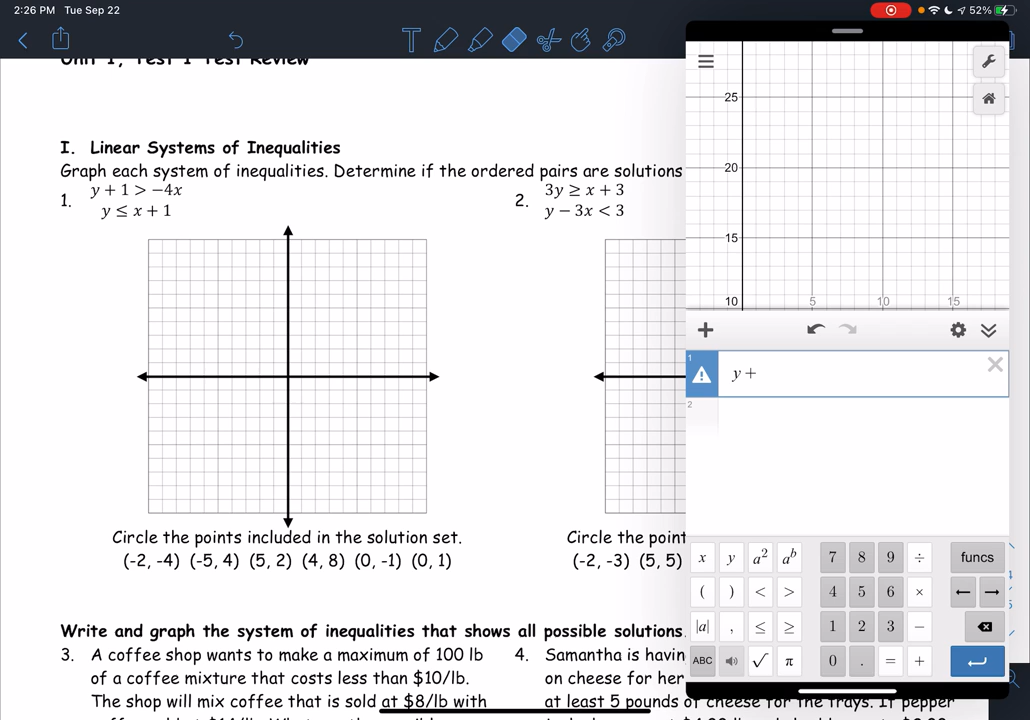 2:26 PM Tue Sep 22
52%
T
Unit 1, Test 1 Test Review
I. Linear Systems of Inequalities
Graph each system of inequalities. Determine if the ordered pairs are solutions
1. y + 1 > −4x
y ≤ x + 1
2. 3y ≥ x + 3
y − 3x < 3
Circle the points included in the solution set.
(-2, -4) (-5, 4) (5, 2) (4, 8) (0, -1) (0, 1)
Circle the point
(-2, -3) (5, 5)
Write and graph the system of inequalities that shows all possible solutions.
3. A coffee shop wants to make a maximum of 100 lb
of a coffee mixture that costs less than $10/lb.
The shop will mix coffee that is sold at $8/lb with
4. Samantha is havin
on cheese for her
at least 5 pounds of cheese for the trays. If pepper
25
20
15
10
5 10 15
1
y +
2
x y a² aᵇ 7 8 9 ÷ funcs
( ) < > 4 5 6 × ← →
|a| , ≤ ≥ 1 2 3 −
ABC √ π 0 . = +